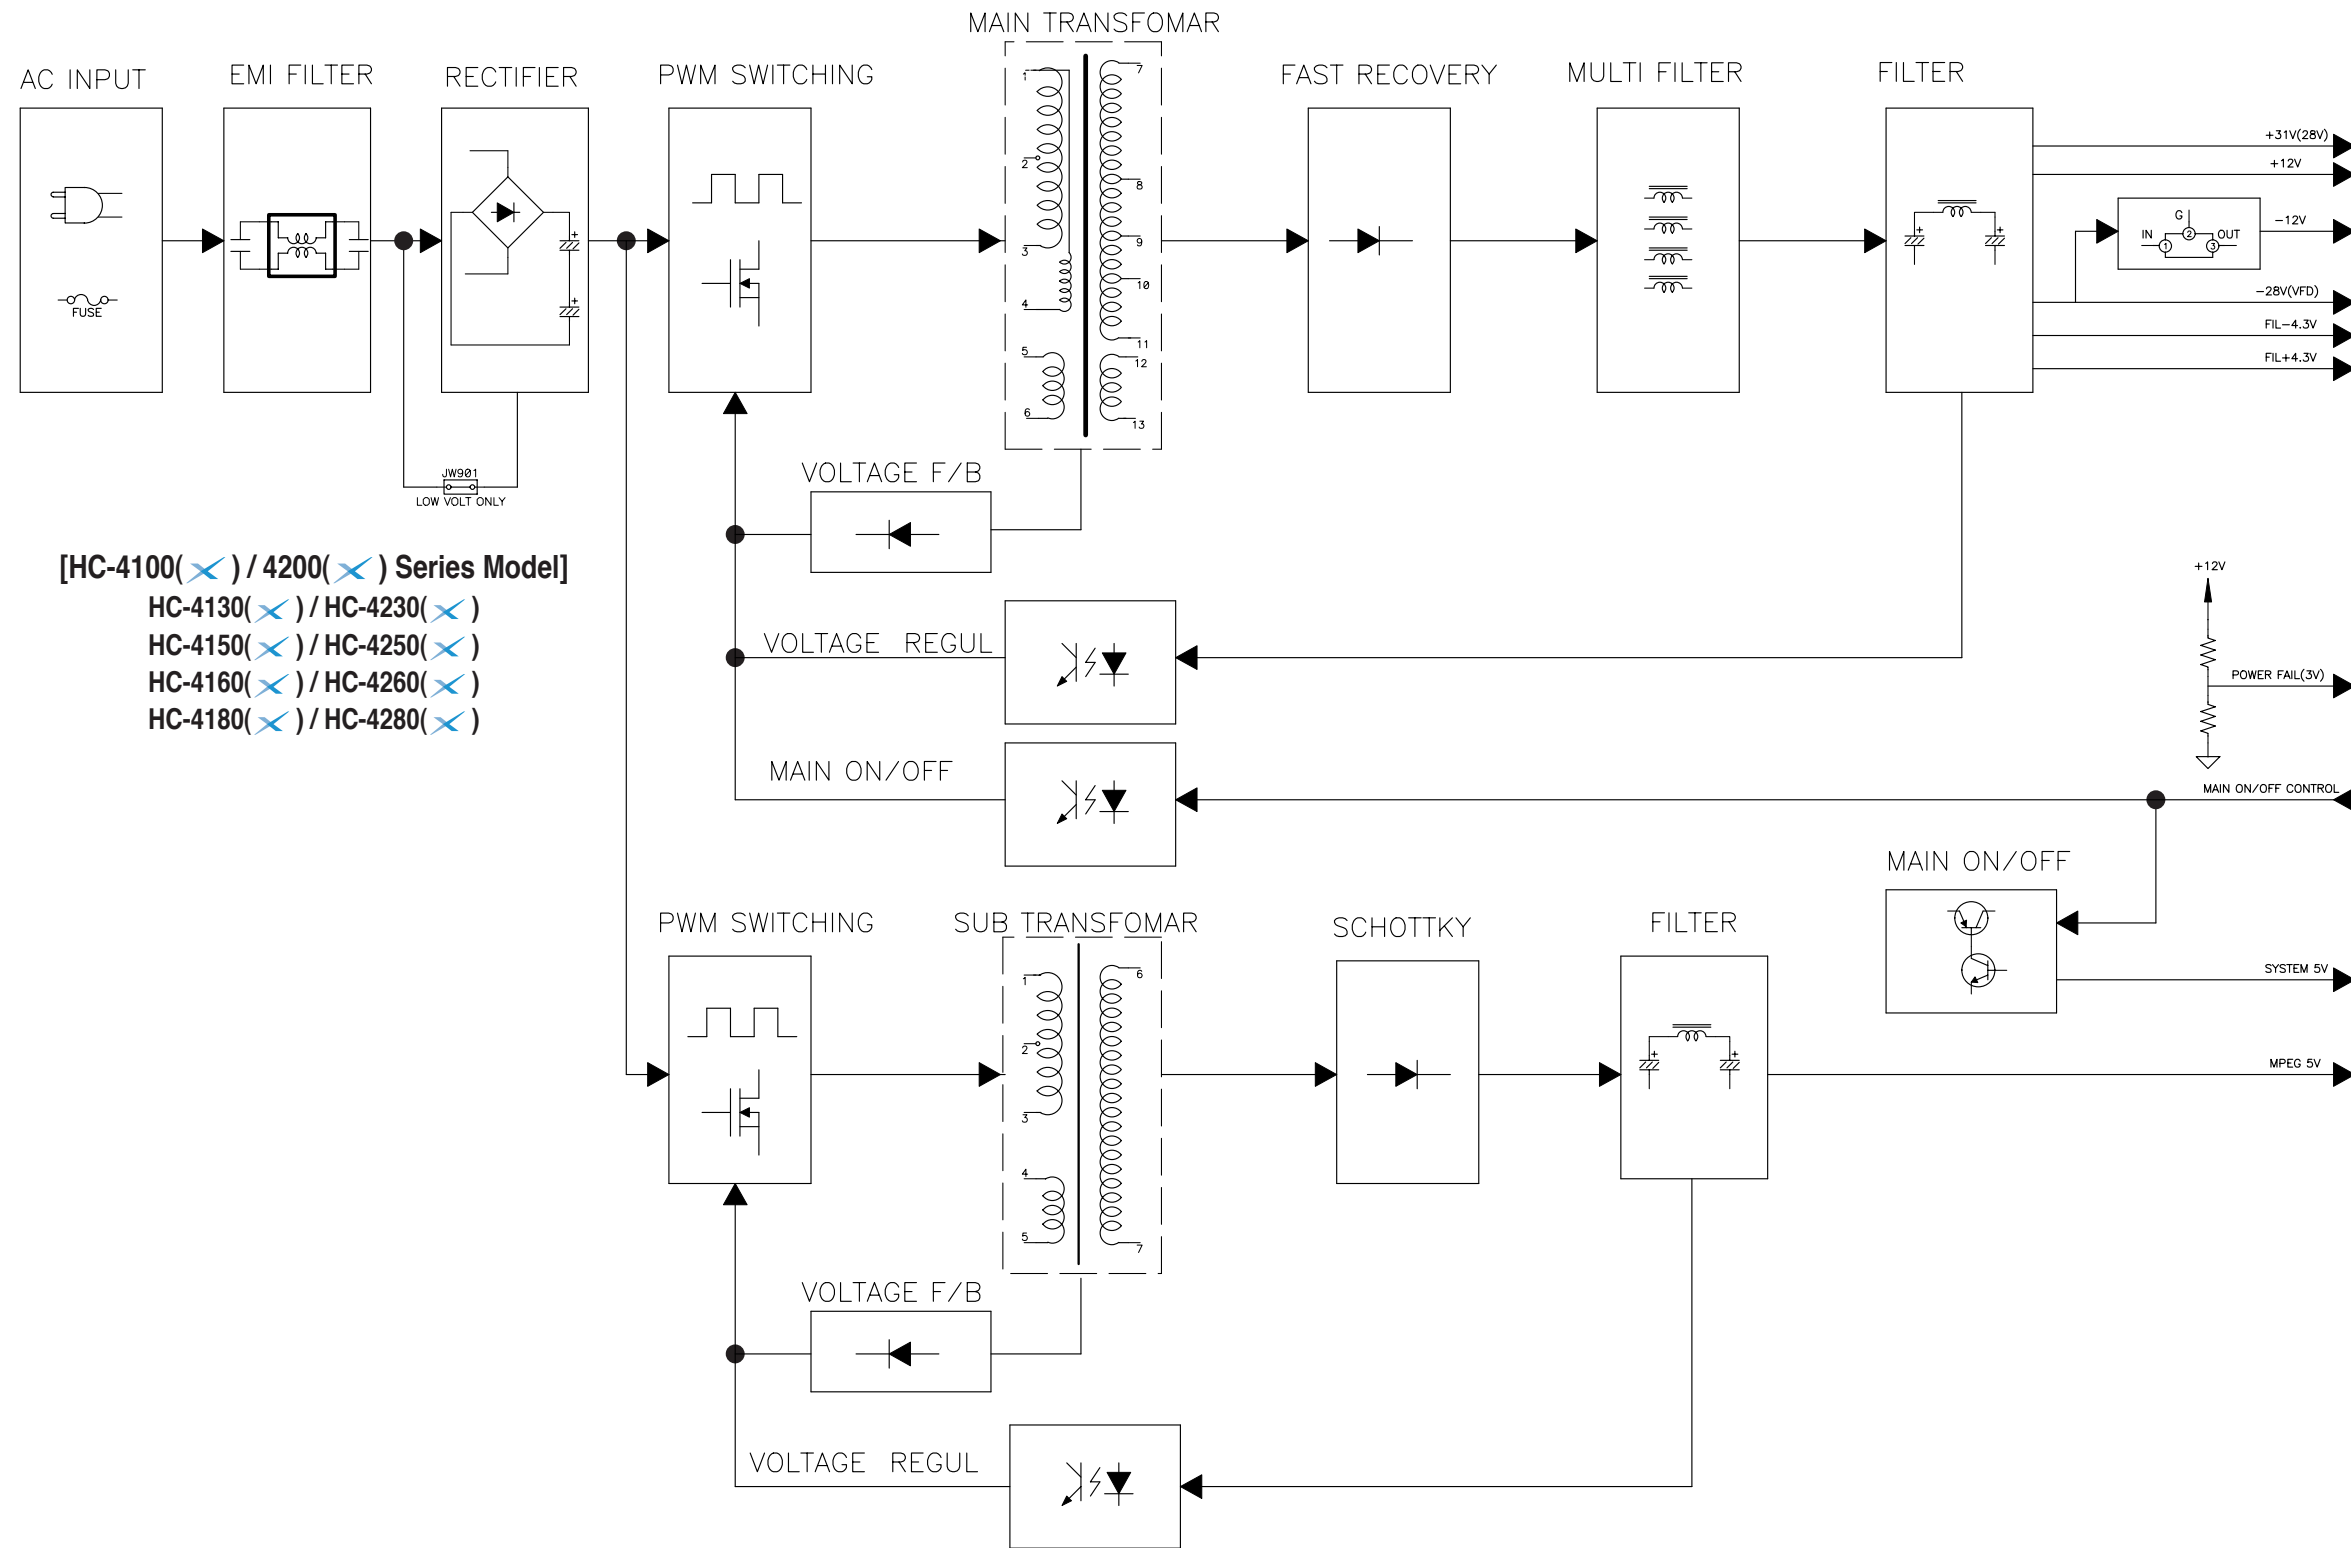 MAIN TRANSFOMAR
AC INPUT
EMI FILTER
RECTIFIER
PWM SWITCHING
FAST RECOVERY
MULTI FILTER
FILTER
1
2
3
4
5
6
7
8
9
10
11
12
13
FUSE
+
+
+
+
+31V(28V)
+12V
G
IN
OUT
1
2
3
-12V
-28V(VFD)
FIL-4.3V
FIL+4.3V
JW901
LOW VOLT ONLY
VOLTAGE F/B
[HC-4100( ) / 4200( ) Series Model]
HC-4130( ) / HC-4230( )
HC-4150( ) / HC-4250( )
HC-4160( ) / HC-4260( )
HC-4180( ) / HC-4280( )
VOLTAGE REGUL
+12V
POWER FAIL(3V)
MAIN ON/OFF
MAIN ON/OFF CONTROL
MAIN ON/OFF
SYSTEM 5V
PWM SWITCHING
SUB TRANSFOMAR
SCHOTTKY
FILTER
1
2
3
4
5
6
7
+
+
MPEG 5V
VOLTAGE F/B
VOLTAGE REGUL